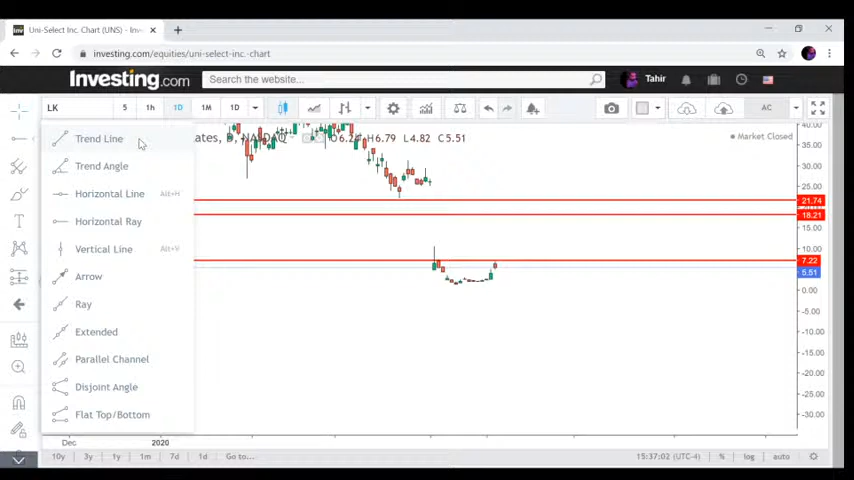 Uni-Select Inc. Chart (UNS) - Inv
investing.com/equities/uni-select-inc.-chart
Investing.com
Search the website...
Tahir
LK 5 1h 1D 1M 1D
AC
Trend Line
ates, D, NASDAQ
H6.79 L4.82 C5.51
Market Closed
Trend Angle
Horizontal Line Alt+H
Horizontal Ray
Vertical Line Alt+V
Arrow
Ray
Extended
Parallel Channel
Disjoint Angle
Flat Top/Bottom
40.00
35.00
30.00
25.00
21.74
18.21
15.00
10.00
7.22
5.51
0.00
-5.00
-10.00
-15.00
-20.00
-25.00
-30.00
Dec 2020
10y 3y 1y 1m 7d 1d Go to...
15:37:02 (UTC-4) % log auto